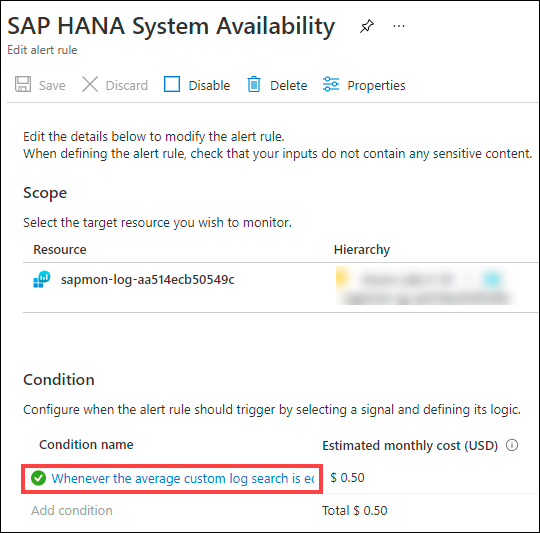 SAP HANA System Availability
Edit alert rule
Save Discard Disable Delete Properties
Edit the details below to modify the alert rule.
When defining the alert rule, check that your inputs do not contain any sensitive content.
Scope
Select the target resource you wish to monitor.
Resource Hierarchy
sapmon-log-aa514ecb50549c
Condition
Configure when the alert rule should trigger by selecting a signal and defining its logic.
Condition name Estimated monthly cost (USD)
Whenever the average custom log search is $ 0.50
Add condition Total $ 0.50